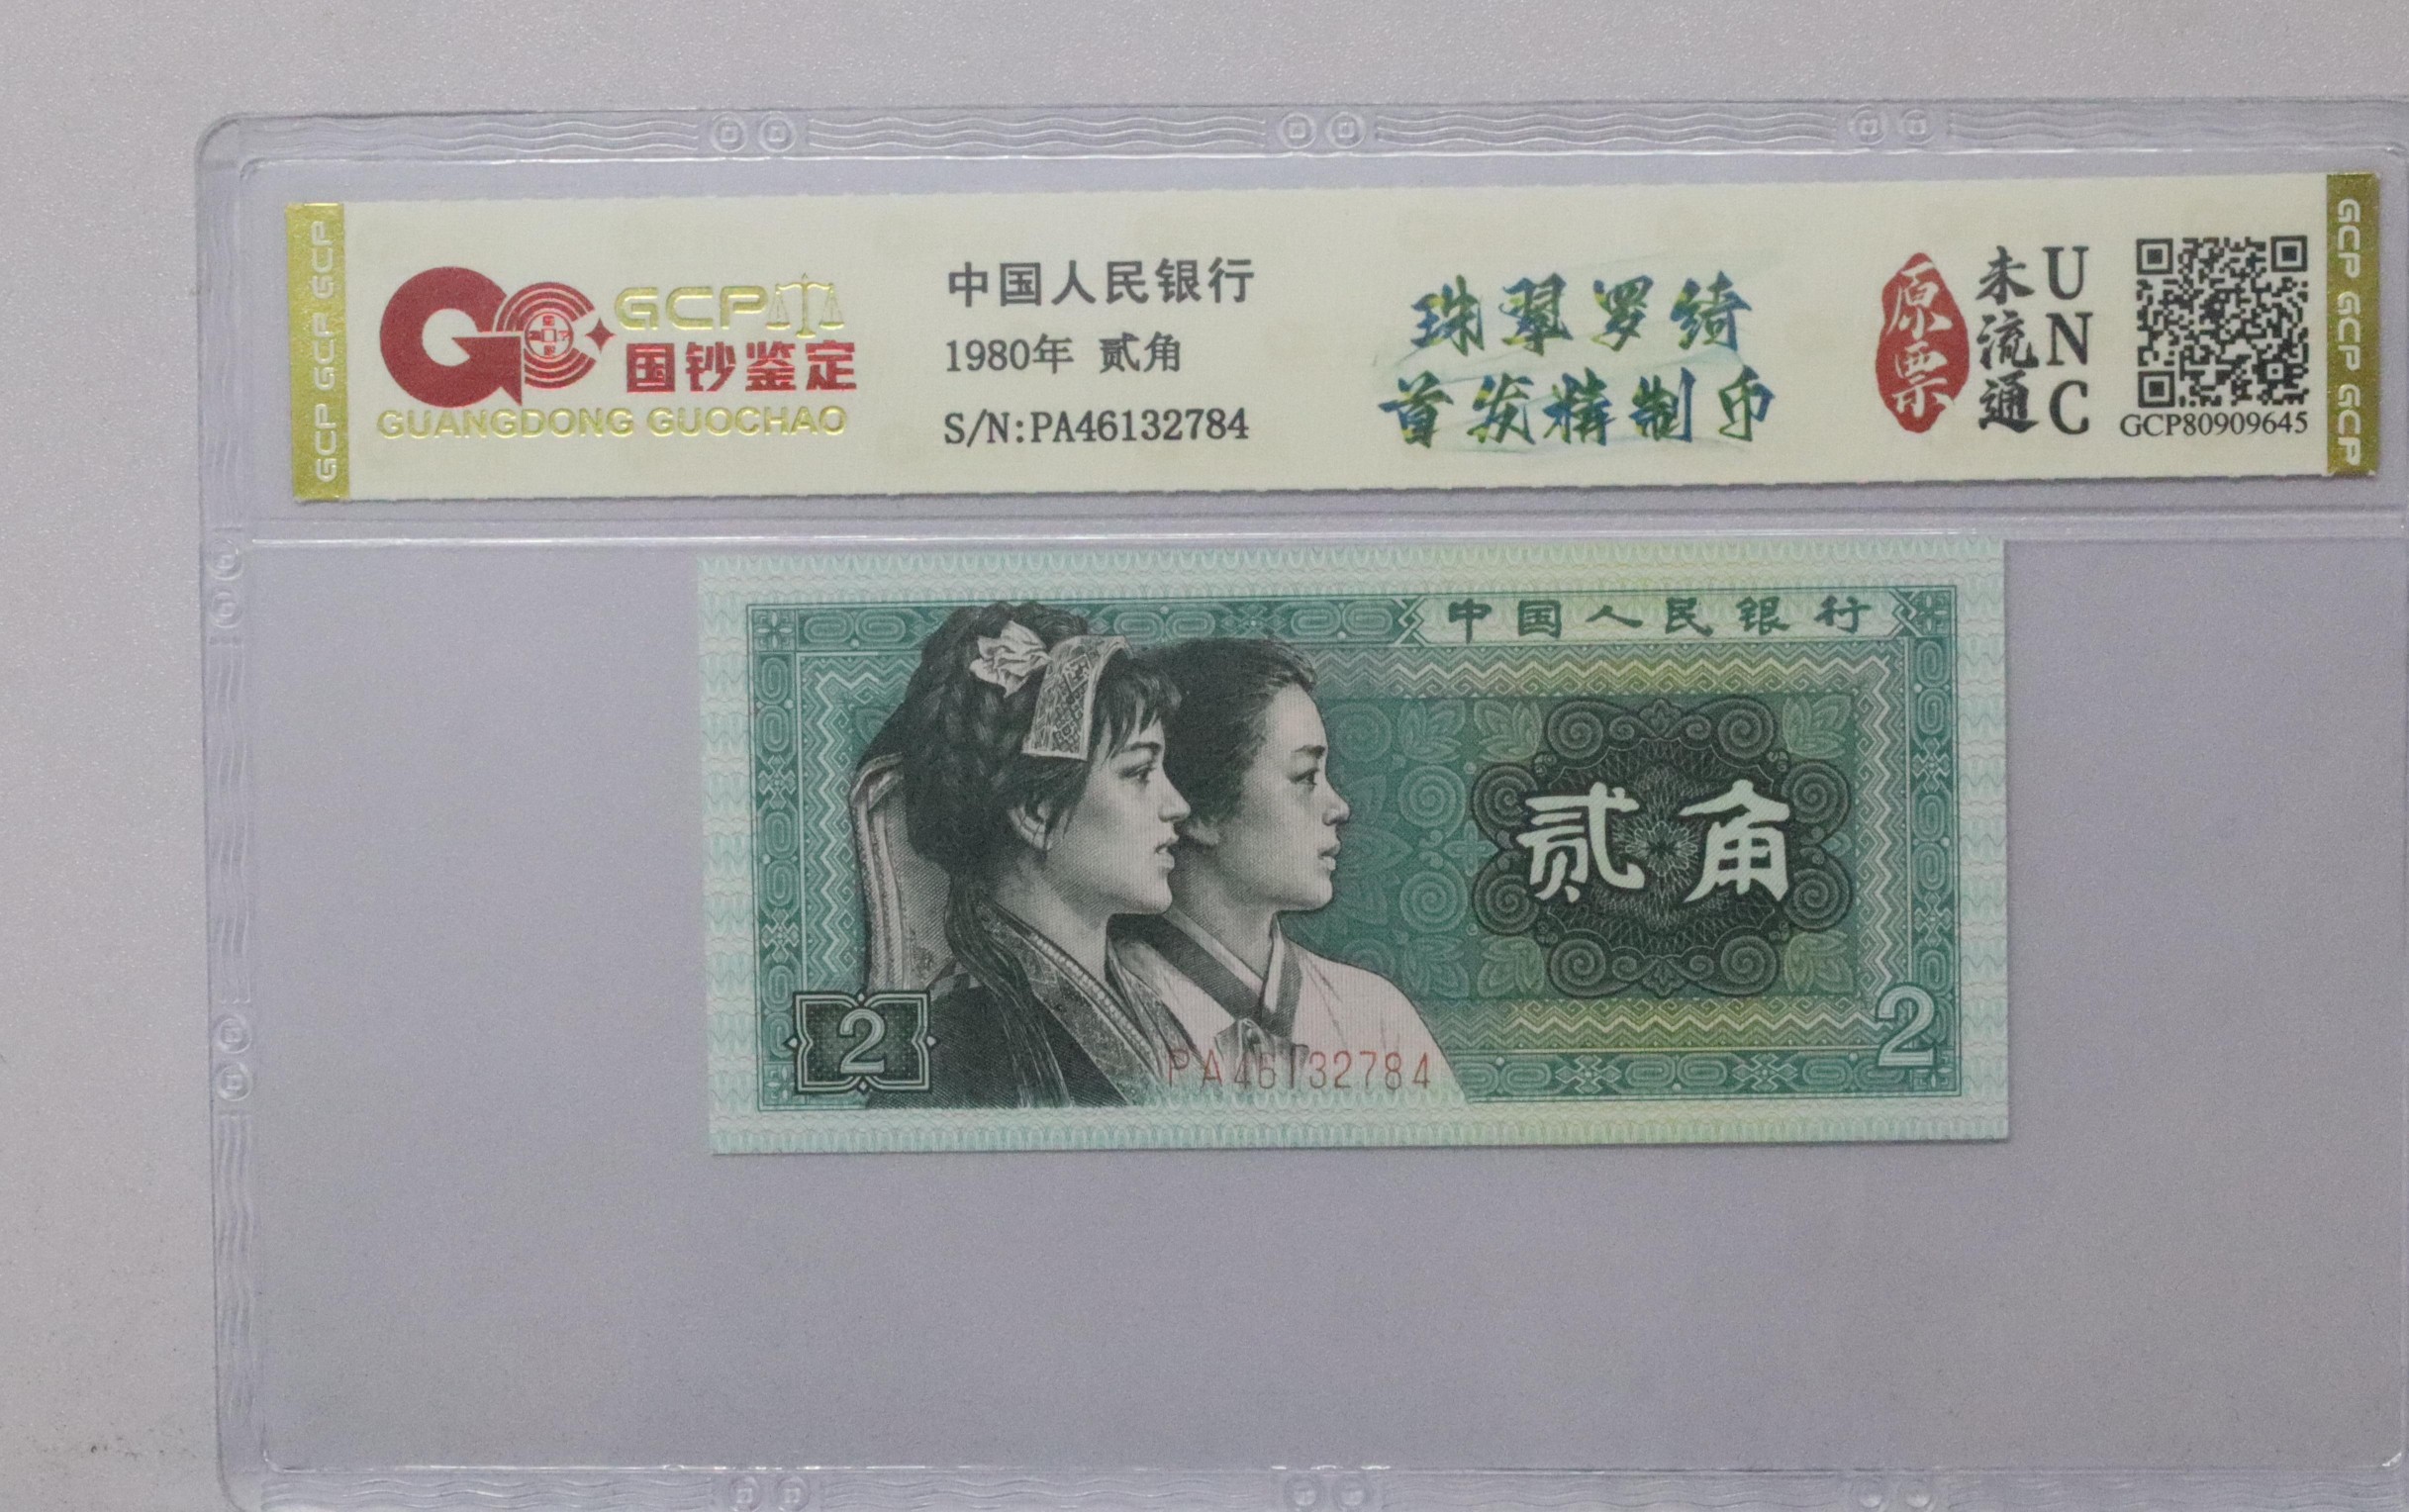 GCP GCP GCP
GCP
国钞鉴定
GUANGDONG GUOCHAO
中国人民银行
1980年 贰角
S/N:PA46132784
珠翠罗绮
首发精制币
原票
未流通
UNC
GCP80909645
GCP GCP GCP
中国人民银行
贰角
2
2
PA46132784